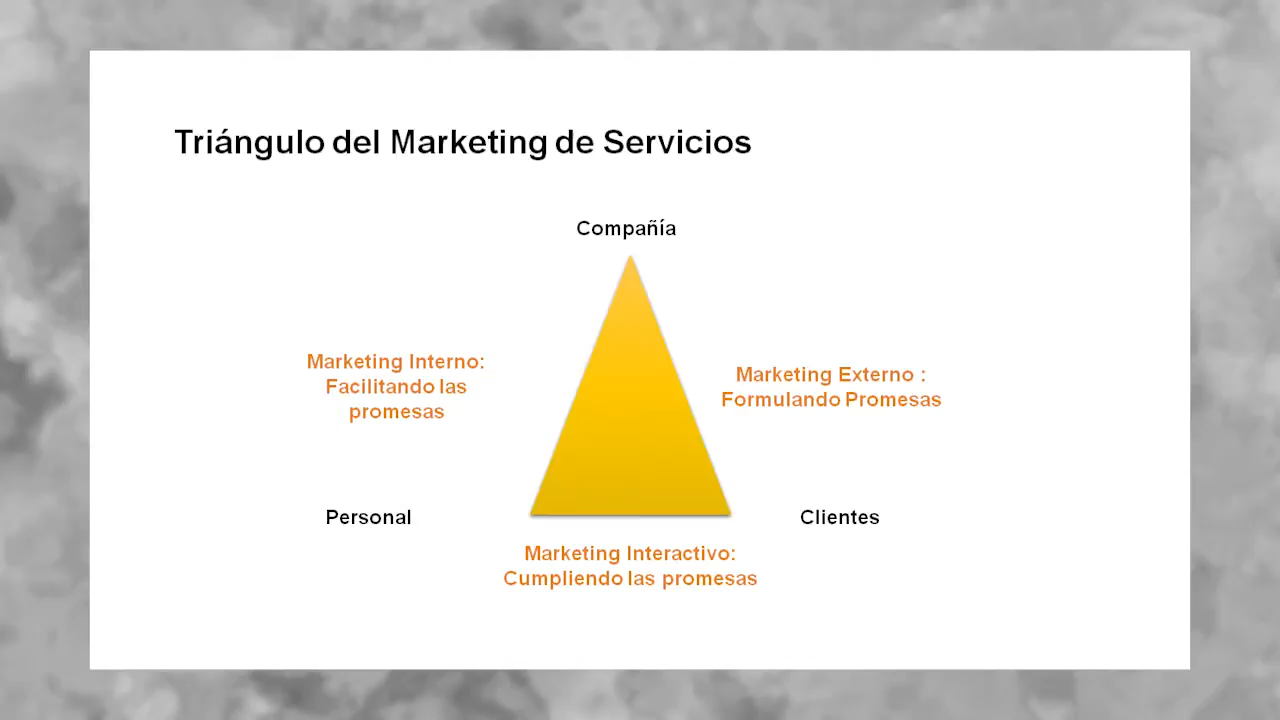 Triángulo del Marketing de Servicios
Compañía
Marketing Interno:
Facilitando las
promesas
Marketing Externo :
Formulando Promesas
Personal
Clientes
Marketing Interactivo:
Cumpliendo las promesas